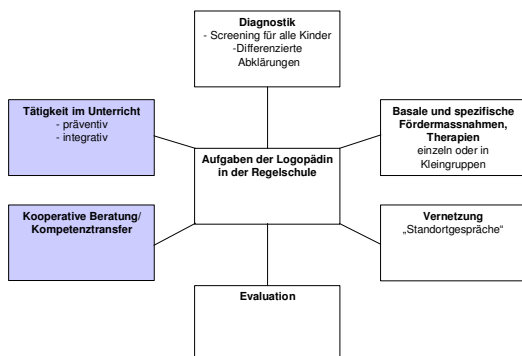 Diagnostik
- Screening für alle Kinder
-Differenzierte
Abklärungen
Tätigkeit im Unterricht
- präventiv
- integrativ
Basale und spezifische
Fördermassnahmen,
Therapien
einzeln oder in
Kleingruppen
Aufgaben der Logopädin
in der Regelschule
Kooperative Beratung/
Kompetenztransfer
Vernetzung
„Standortgespräche“
Evaluation